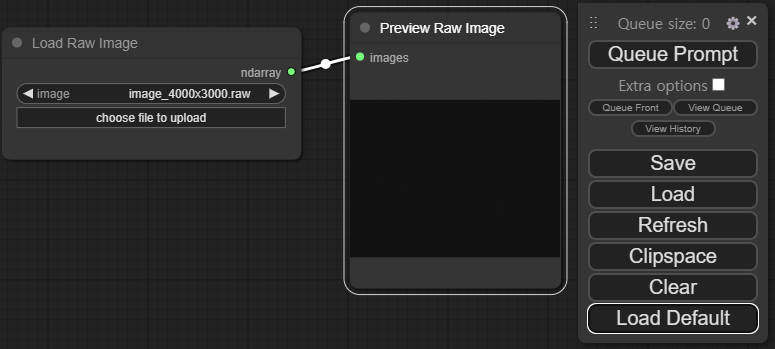 Load Raw Image
ndarray
image image_4000x3000.raw
choose file to upload
Preview Raw Image
images
Queue size: 0
Queue Prompt
Extra options
Queue Front View Queue
View History
Save
Load
Refresh
Clipspace
Clear
Load Default